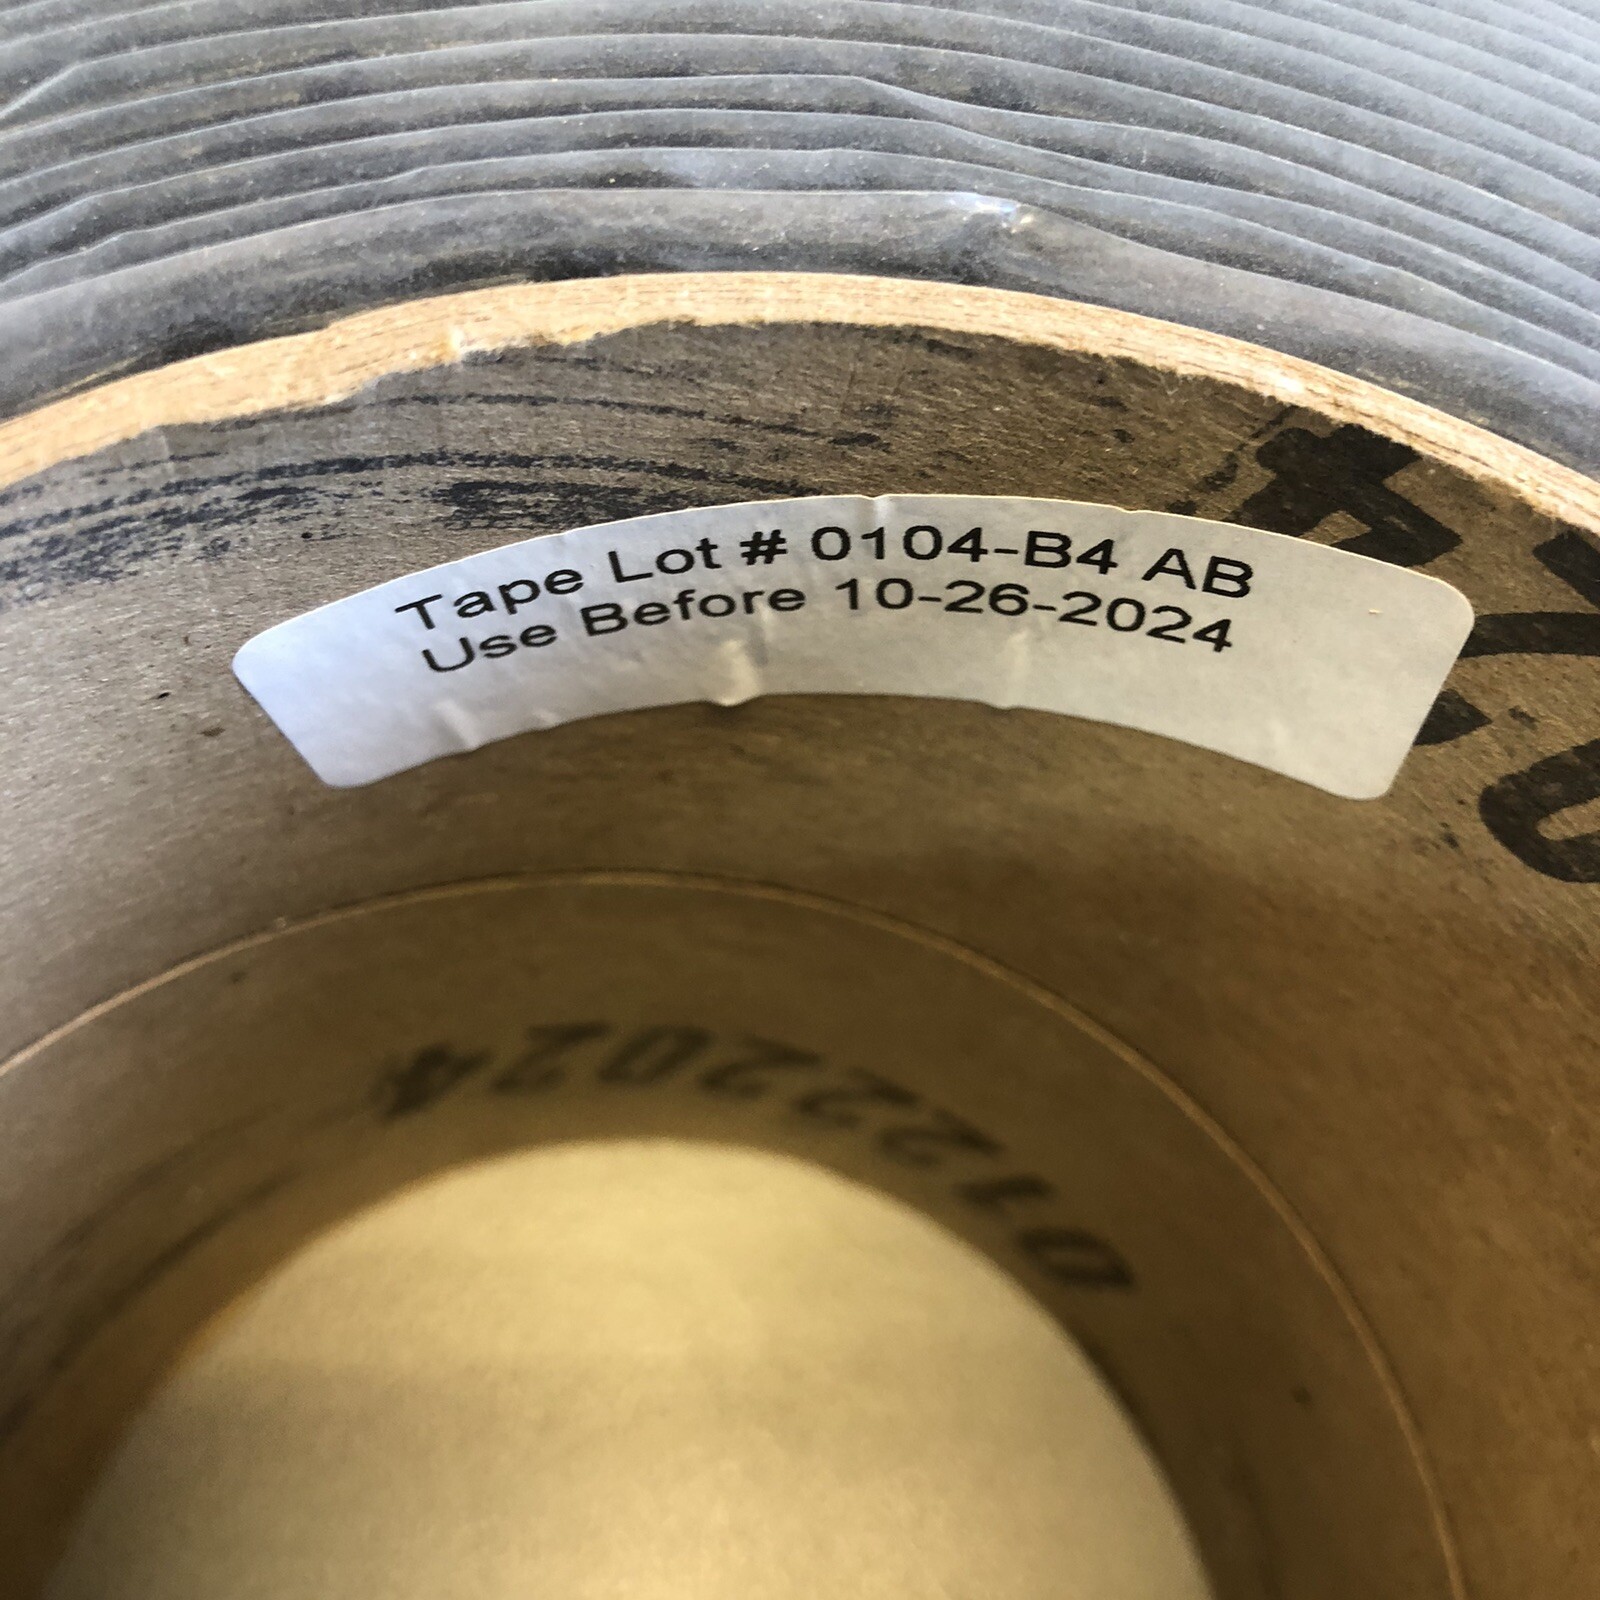 Tape Lot # 0104-B4 AB
Use Before 10-26-2024
01222024